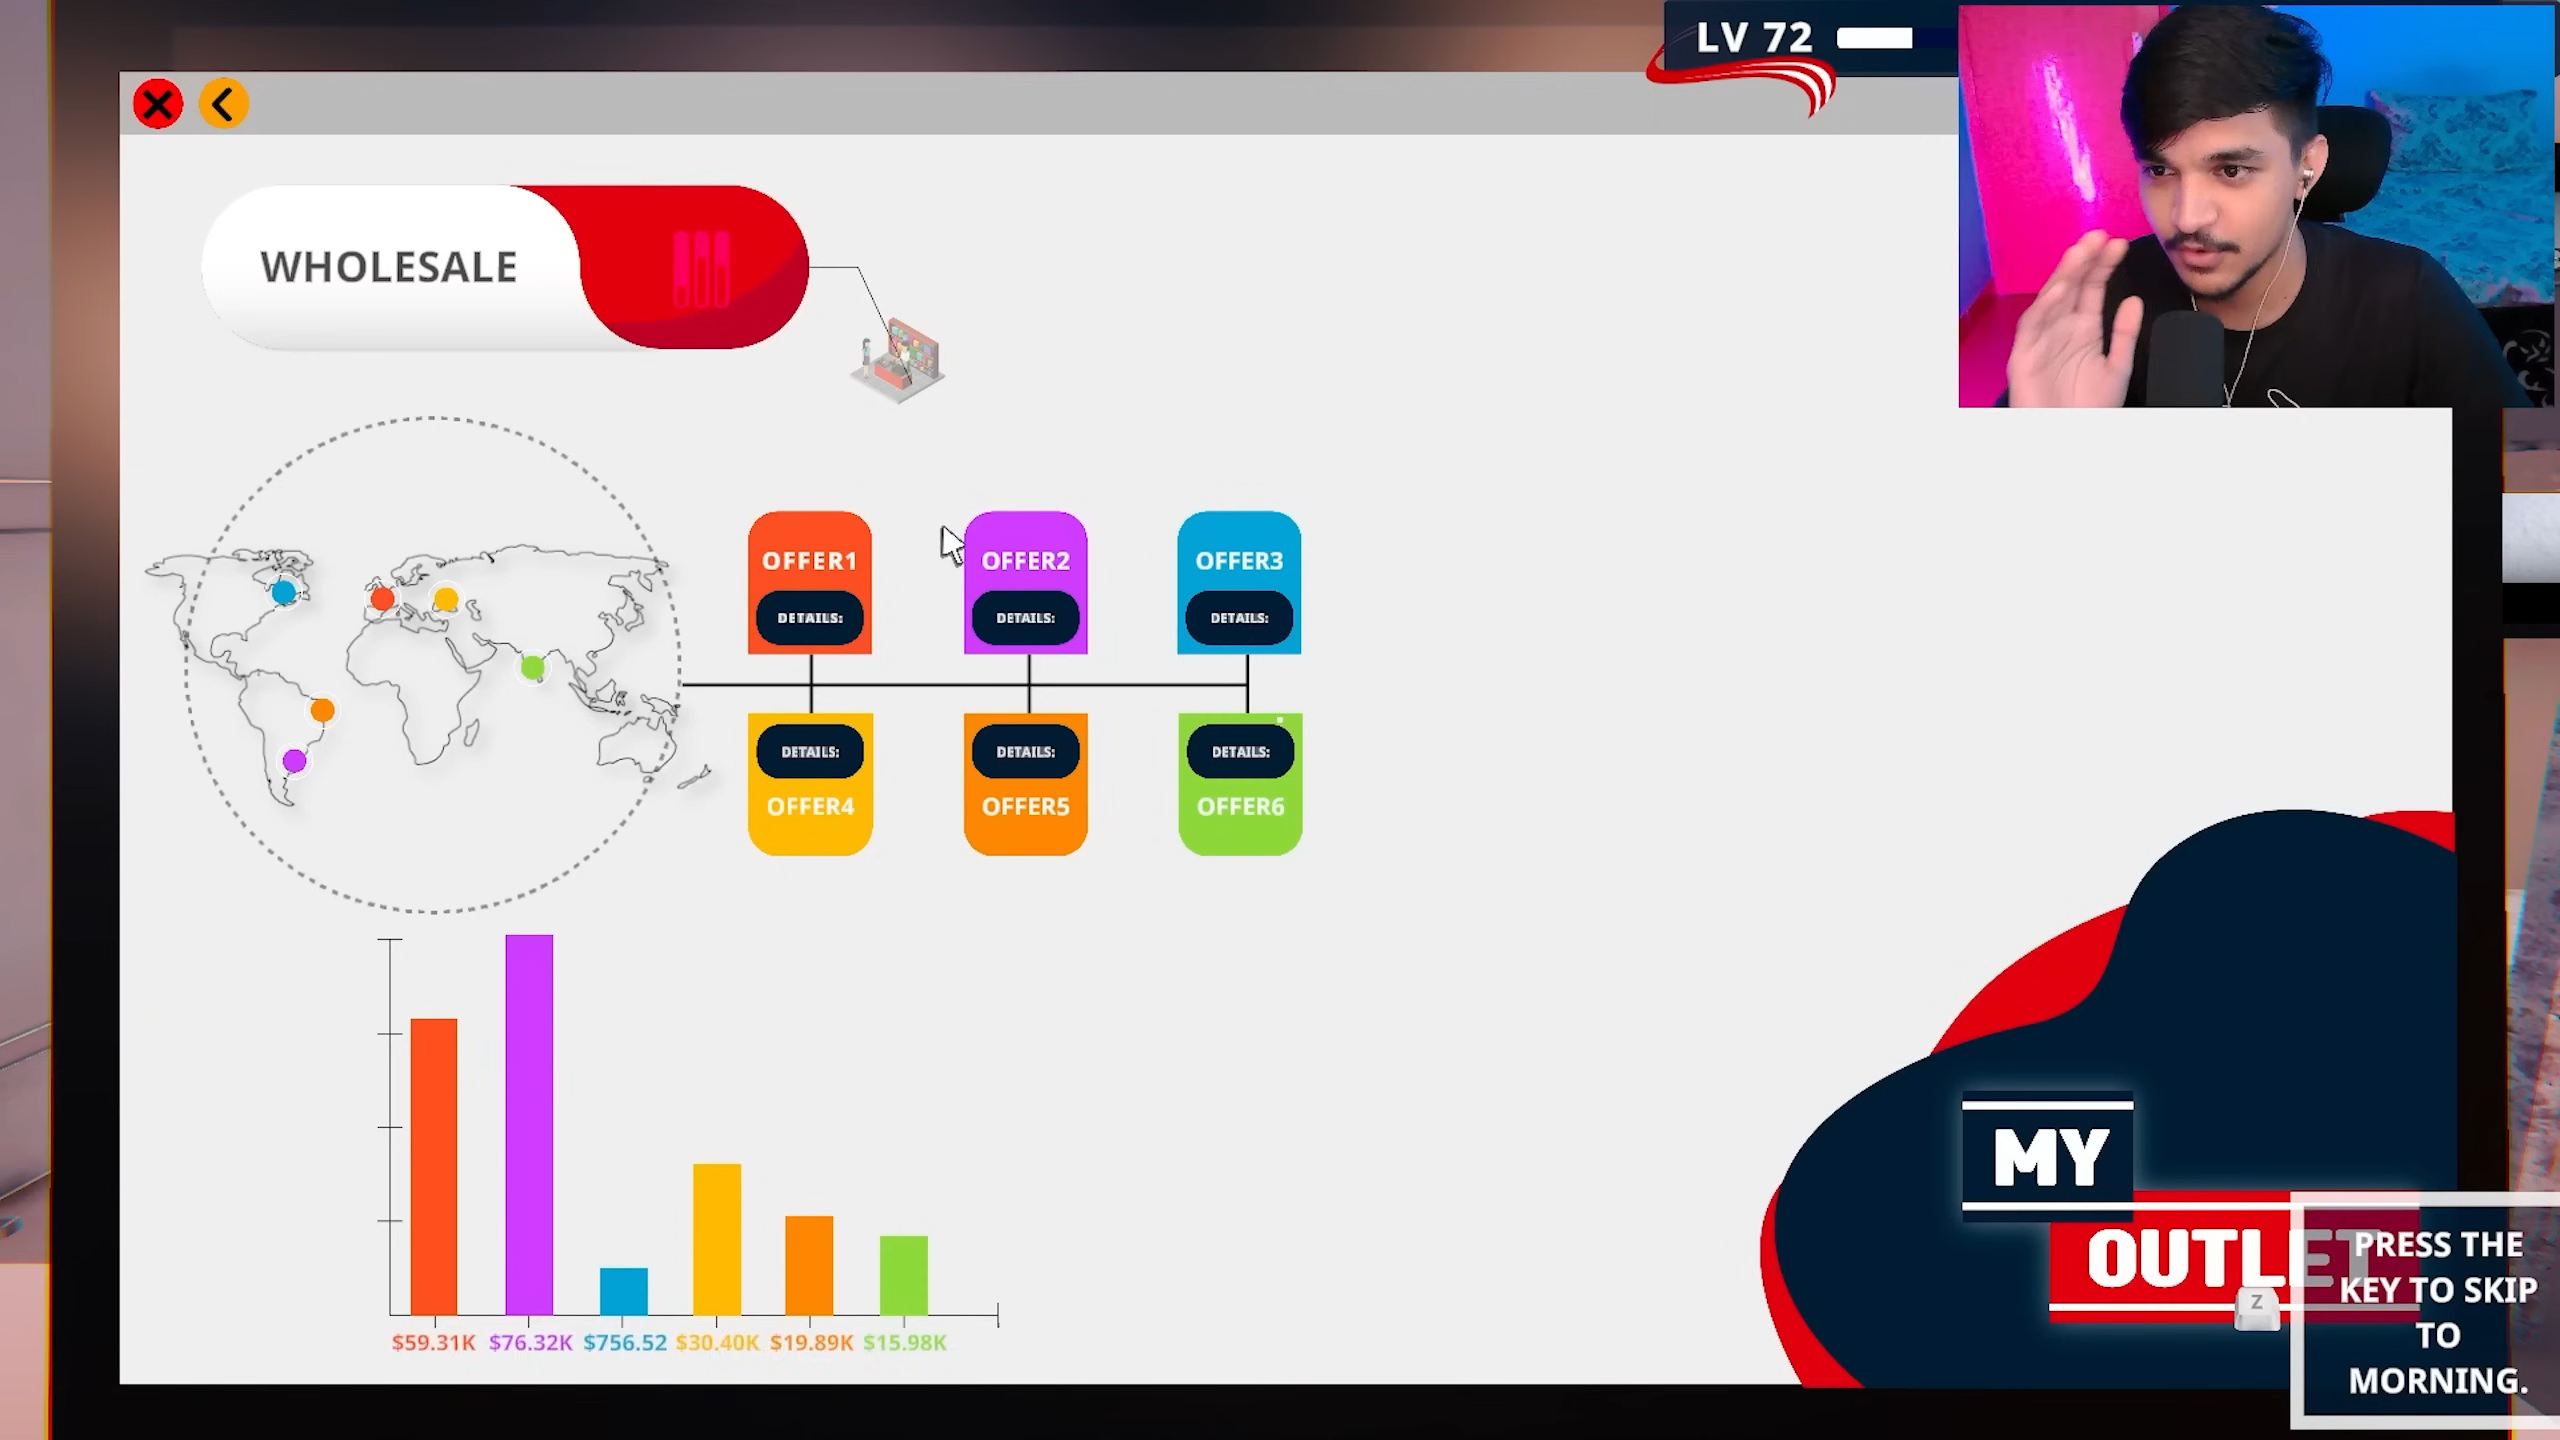 LV 72
WHOLESALE
OFFER1
OFFER2
OFFER3
DETAILS:
DETAILS:
DETAILS:
DETAILS:
DETAILS:
DETAILS:
OFFER4
OFFER5
OFFER6
$59.31K
$76.32K
$756.52
$30.40K
$19.89K
$15.98K
MY
OUTLET
Z
PRESS THE
KEY TO SKIP
TO
MORNING.